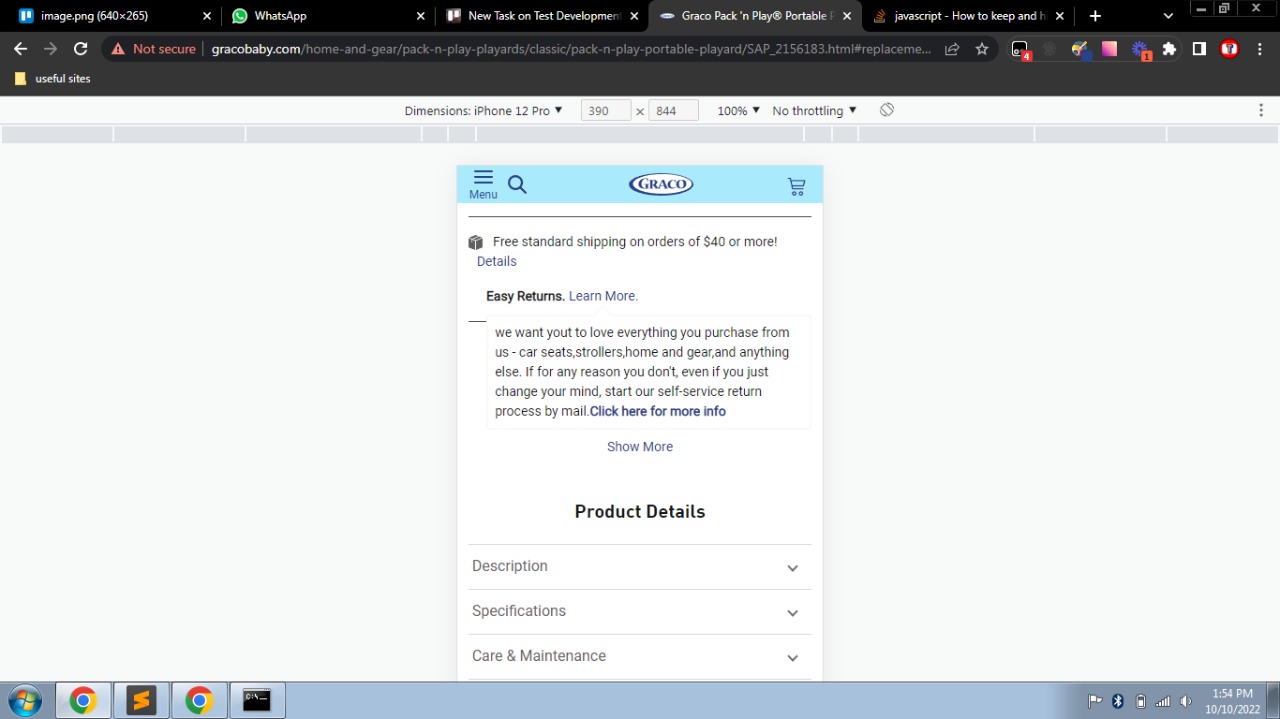 image.png (640×265)
WhatsApp
New Task on Test Development
Graco Pack 'n Play® Portable P
javascript - How to keep and hi
Not secure
gracobaby.com/home-and-gear/pack-n-play-playards/classic/pack-n-play-portable-playard/SAP_2156183.html#replaceme...
4
1
useful sites
Dimensions: iPhone 12 Pro ▼ 390 × 844 100% ▼ No throttling ▼
Menu
GRACO
Free standard shipping on orders of $40 or more!
Details
Easy Returns. Learn More.
we want yout to love everything you purchase from
us - car seats,strollers,home and gear,and anything
else. If for any reason you don't, even if you just
change your mind, start our self-service return
process by mail.Click here for more info
Show More
Product Details
Description
Specifications
Care & Maintenance
1:54 PM
10/10/2022